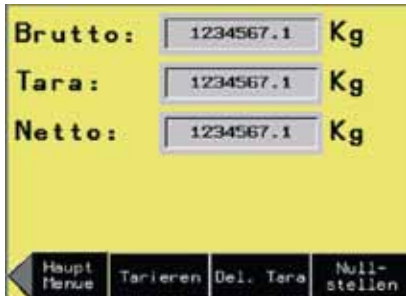 Brutto: 1234567.1 Kg
Tara: 1234567.1 Kg
Netto: 1234567.1 Kg
Haupt Menue
Tarieren
Del. Tara
Null-
stellen